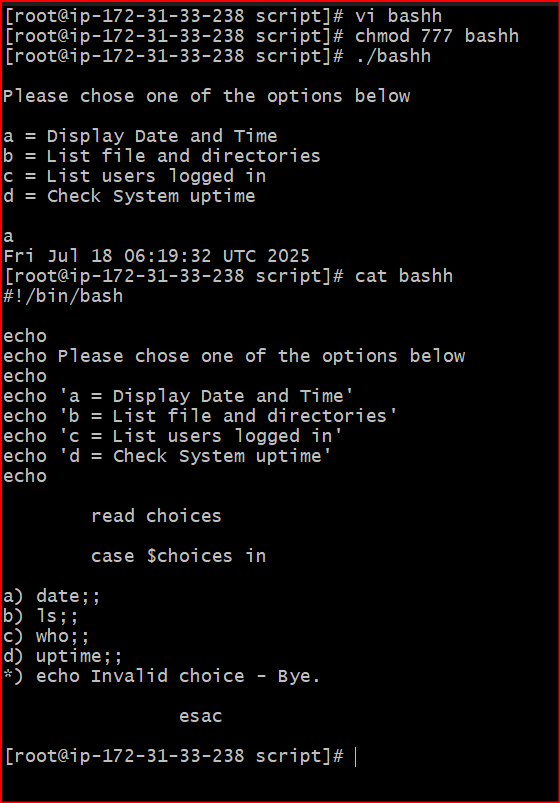 [root@ip-172-31-33-238 script]# vi bashh
[root@ip-172-31-33-238 script]# chmod 777 bashh
[root@ip-172-31-33-238 script]# ./bashh
Please chose one of the options below
a = Display Date and Time
b = List file and directories
c = List users logged in
d = Check System uptime
a
Fri Jul 18 06:19:32 UTC 2025
[root@ip-172-31-33-238 script]# cat bashh
#!/bin/bash
echo
echo Please chose one of the options below
echo
echo 'a = Display Date and Time'
echo 'b = List file and directories'
echo 'c = List users logged in'
echo 'd = Check System uptime'
echo
read choices
case $choices in
a) date;;
b) ls;;
c) who;;
d) uptime;;
*) echo Invalid choice - Bye.
esac
[root@ip-172-31-33-238 script]#